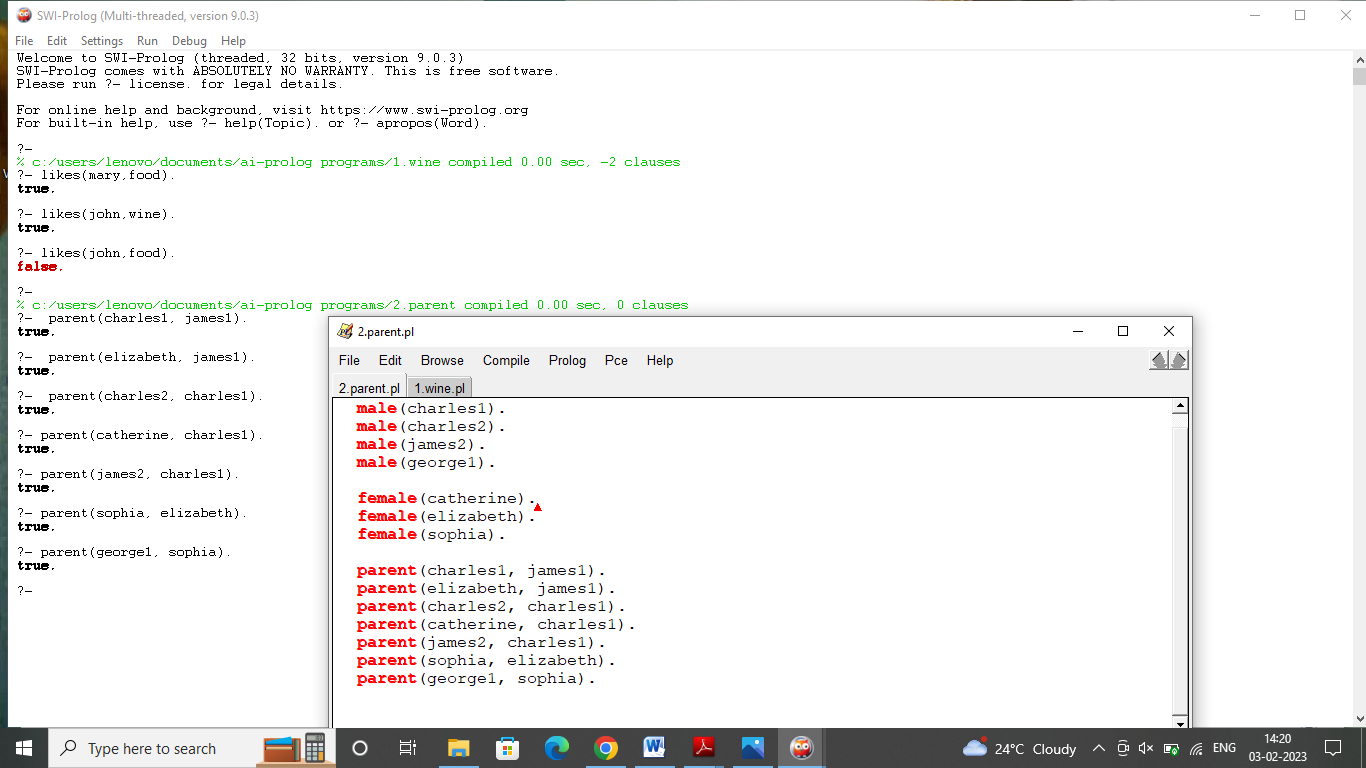 SWI-Prolog (Multi-threaded, version 9.0.3)
File Edit Settings Run Debug Help
Welcome to SWI-Prolog (threaded, 32 bits, version 9.0.3)
SWI-Prolog comes with ABSOLUTELY NO WARRANTY. This is free software.
Please run ?- license. for legal details.
For online help and background, visit https://www.swi-prolog.org
For built-in help, use ?- help(Topic). or ?- apropos(Word).
?-
% c:/users/lenovo/documents/ai-prolog programs/1.wine compiled 0.00 sec, -2 clauses
?- likes(mary,food).
true.
?- likes(john,wine).
true.
?- likes(john,food).
false.
?-
% c:/users/lenovo/documents/ai-prolog programs/2.parent compiled 0.00 sec, 0 clauses
?- parent(charles1, james1).
true.
?- parent(elizabeth, james1).
true.
?- parent(charles2, charles1).
true.
?- parent(catherine, charles1).
true.
?- parent(james2, charles1).
true.
?- parent(sophia, elizabeth).
true.
?- parent(george1, sophia).
true.
?-
2.parent.pl
File Edit Browse Compile Prolog Pce Help
2.parent.pl 1.wine.pl
male(charles1).
male(charles2).
male(james2).
male(george1).
female(catherine).
female(elizabeth).
female(sophia).
parent(charles1, james1).
parent(elizabeth, james1).
parent(charles2, charles1).
parent(catherine, charles1).
parent(james2, charles1).
parent(sophia, elizabeth).
parent(george1, sophia).
Type here to search
24°C Cloudy
ENG
14:20
03-02-2023